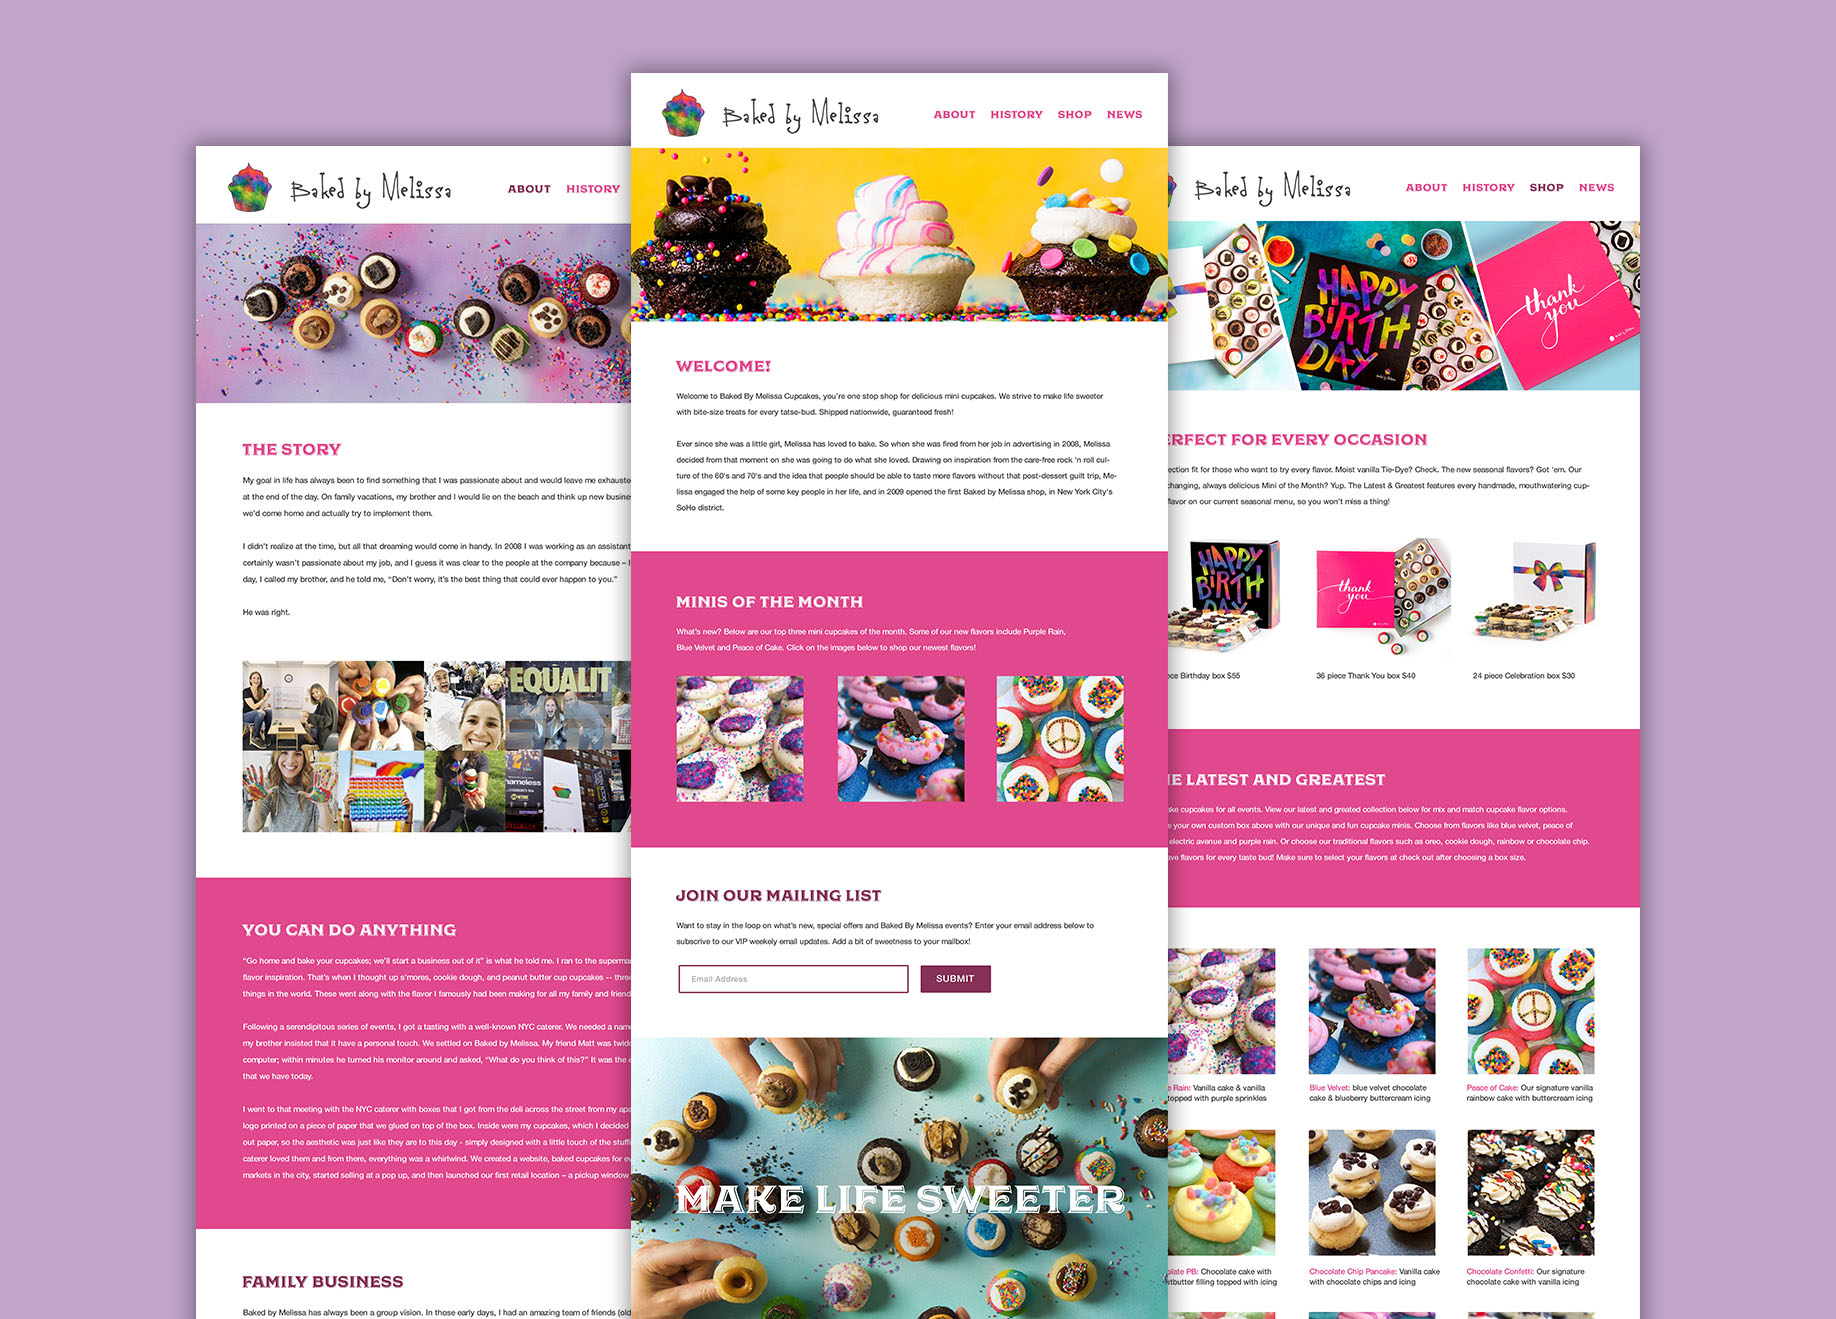 Baked by Melissa
ABOUT HISTORY
THE STORY
My goal in life has always been to find something that I was passionate about and would leave me exhauste
at the end of the day. On family vacations, my brother and I would lie on the beach and think up new busine
we'd come home and actually try to implement them.
I didn't realize at the time, but all that dreaming would come in handy. In 2008 I was working as an assistant
certainly wasn't passionate about my job, and I guess it was clear to the people at the company because – I
day, I called my brother, and he told me, “Don't worry, it's the best thing that could ever happen to you.”
He was right.
EQUALIT
nameless
YOU CAN DO ANYTHING
“Go home and bake your cupcakes; we'll start a business out of it” is what he told me. I ran to the superma
flavor inspiration. That's when I thought up s'mores, cookie dough, and peanut butter cup cupcakes -- three
things in the world. These went along with the flavor I famously had been making for all my family and friend
Following a serendipitous series of events, I got a tasting with a well-known NYC caterer. We needed a name
my brother insisted that it have a personal touch. We settled on Baked by Melissa. My friend Matt was twidd
computer; within minutes he turned his monitor around and asked, “What do you think of this?” It was the
that we have today.
I went to that meeting with the NYC caterer with boxes that I got from the deli across the street from my apa
logo printed on a piece of paper that we glued on top of the box. Inside were my cupcakes, which I decided
out paper, so the aesthetic was just like they are to this day - simply designed with a little touch of the stuffi
caterer loved them and from there, everything was a whirlwind. We created a website, baked cupcakes for ev
markets in the city, started selling at a pop up, and then launched our first retail location – a pickup window
FAMILY BUSINESS
Baked by Melissa has always been a group vision. In those early days, I had an amazing team of friends (old
Baked by Melissa
ABOUT HISTORY SHOP NEWS
WELCOME!
Welcome to Baked By Melissa Cupcakes, you're one stop shop for delicious mini cupcakes. We strive to make life sweeter
with bite-size treats for every tatse-bud. Shipped nationwide, guaranteed fresh!
Ever since she was a little girl, Melissa has loved to bake. So when she was fired from her job in advertising in 2008, Melissa
decided from that moment on she was going to do what she loved. Drawing on inspiration from the care-free rock 'n roll cul-
ture of the 60's and 70's and the idea that people should be able to taste more flavors without that post-dessert guilt trip, Me-
lissa engaged the help of some key people in her life, and in 2009 opened the first Baked by Melissa shop, in New York City's
SoHo district.
MINIS OF THE MONTH
What's new? Below are our top three mini cupcakes of the month. Some of our new flavors include Purple Rain,
Blue Velvet and Peace of Cake. Click on the images below to shop our newest flavors!
JOIN OUR MAILING LIST
Want to stay in the loop on what's new, special offers and Baked By Melissa events? Enter your email address below to
subscrive to our VIP weekly email updates. Add a bit of sweetness to your mailbox!
Email Address
SUBMIT
MAKE LIFE SWEETER
Baked by Melissa
ABOUT HISTORY SHOP NEWS
HAPPY
BIRTH
DAY
thank
you
ERFECT FOR EVERY OCCASION
ection fit for those who want to try every flavor. Moist vanilla Tie-Dye? Check. The new seasonal flavors? Got 'em. Our
changing, always delicious Mini of the Month? Yup. The Latest & Greatest features every handmade, mouthwatering cup-
flavor on our current seasonal menu, so you won't miss a thing!
HAPPY
BIRTH
DAY
thank
you
ece Birthday box $55
36 piece Thank You box $40
24 piece Celebration box $30
E LATEST AND GREATEST
ake cupcakes for all events. View our latest and greated collection below for mix and match cupcake flavor options.
e your own custom box above with our unique and fun cupcake minis. Choose from flavors like blue velvet, peace of
electric avenue and purple rain. Or choose our traditional flavors such as oreo, cookie dough, rainbow or chocolate chip.
ave flavors for every taste bud! Make sure to select your flavors at check out after choosing a box size.
e Rain: Vanilla cake & vanilla
topped with purple sprinkles
Blue Velvet: blue velvet chocolate
cake & blueberry buttercream icing
Peace of Cake: Our signature vanilla
rainbow cake with buttercream icing
olate PB: Chocolate cake with
utbutter filling topped with icing
Chocolate Chip Pancake: Vanilla cake
with chocolate chips and icing
Chocolate Confetti: Our signature
chocolate cake with vanilla icing